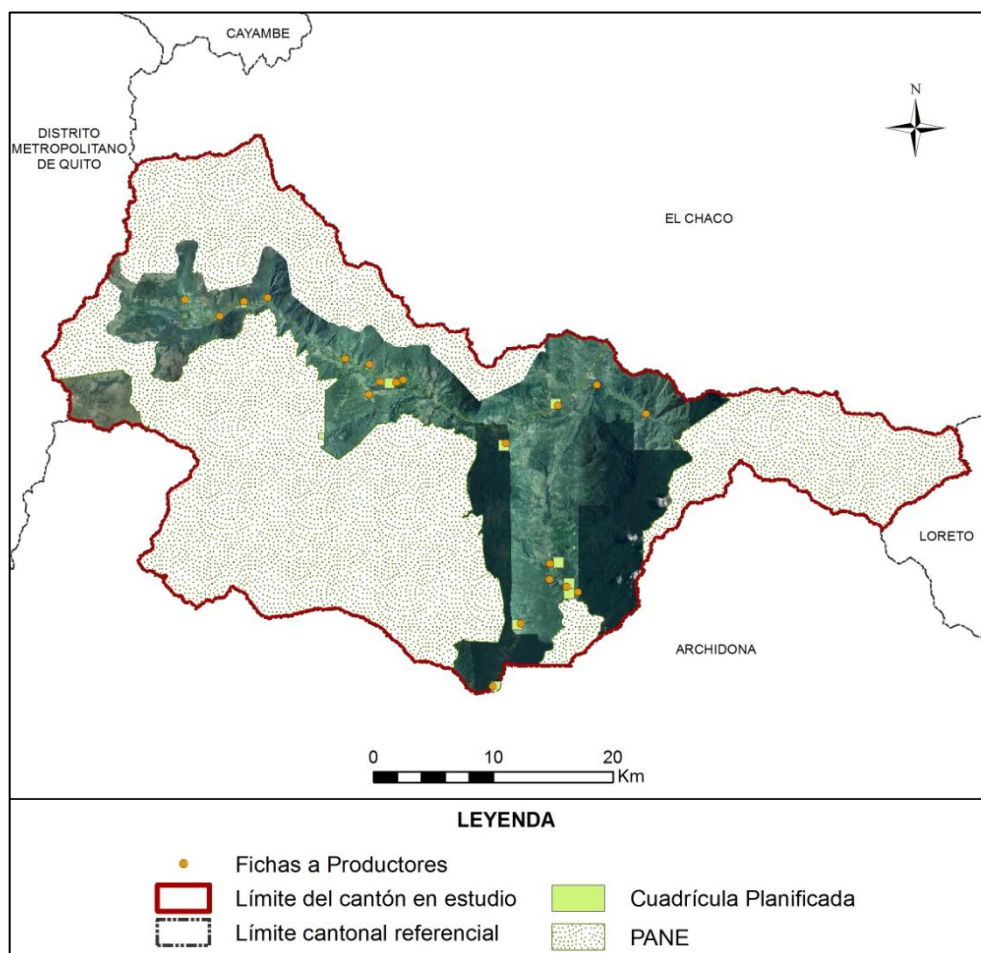 CAYAMBE
DISTRITO
METROPOLITANO
DE QUITO
N
EL CHACO
LORETO
ARCHIDONA
0 10 20
Km
LEYENDA
Fichas a Productores
Límite del cantón en estudio
Cuadrícula Planificada
Límite cantonal referencial
PANE